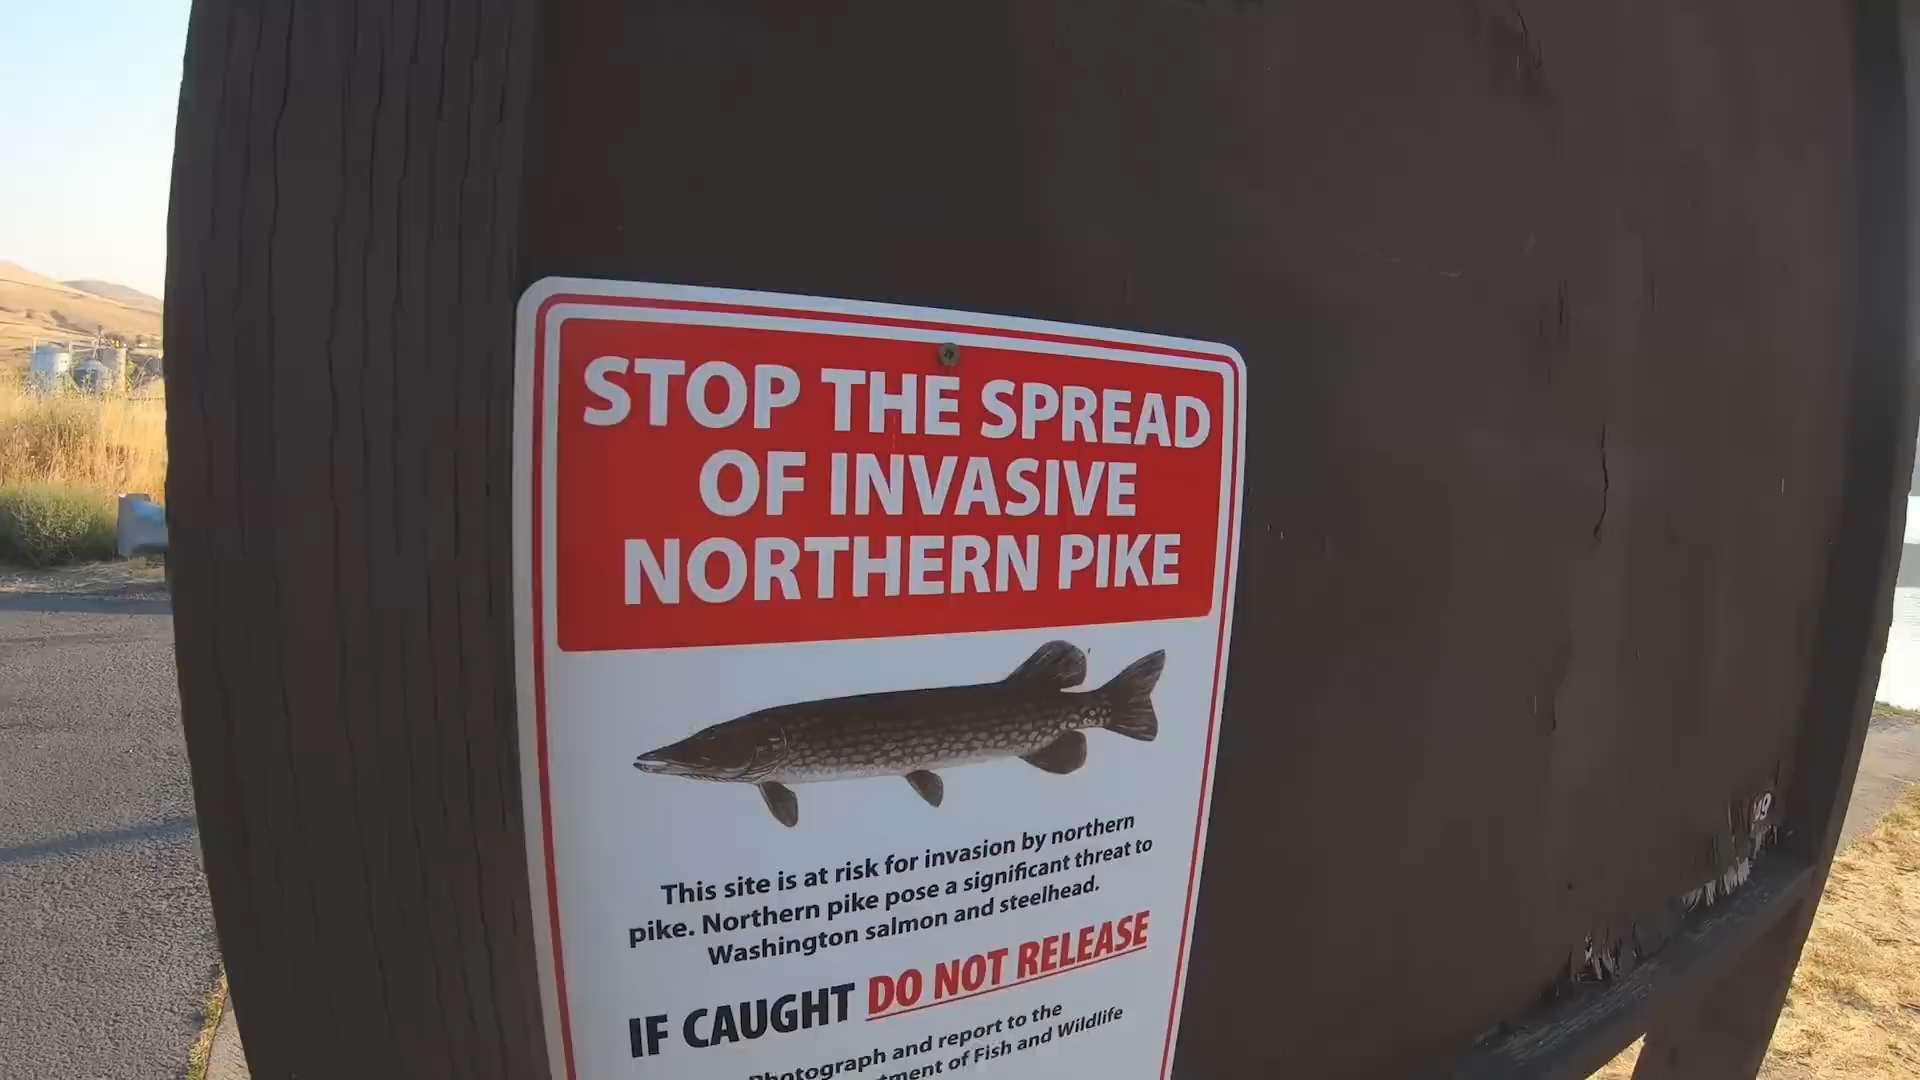 STOP THE SPREAD
OF INVASIVE
NORTHERN PIKE
This site is at risk for invasion by northern
pike. Northern pike pose a significant threat to
Washington salmon and steelhead.
IF CAUGHT DO NOT RELEASE
Photograph and report to the
of Fish and Wildlife